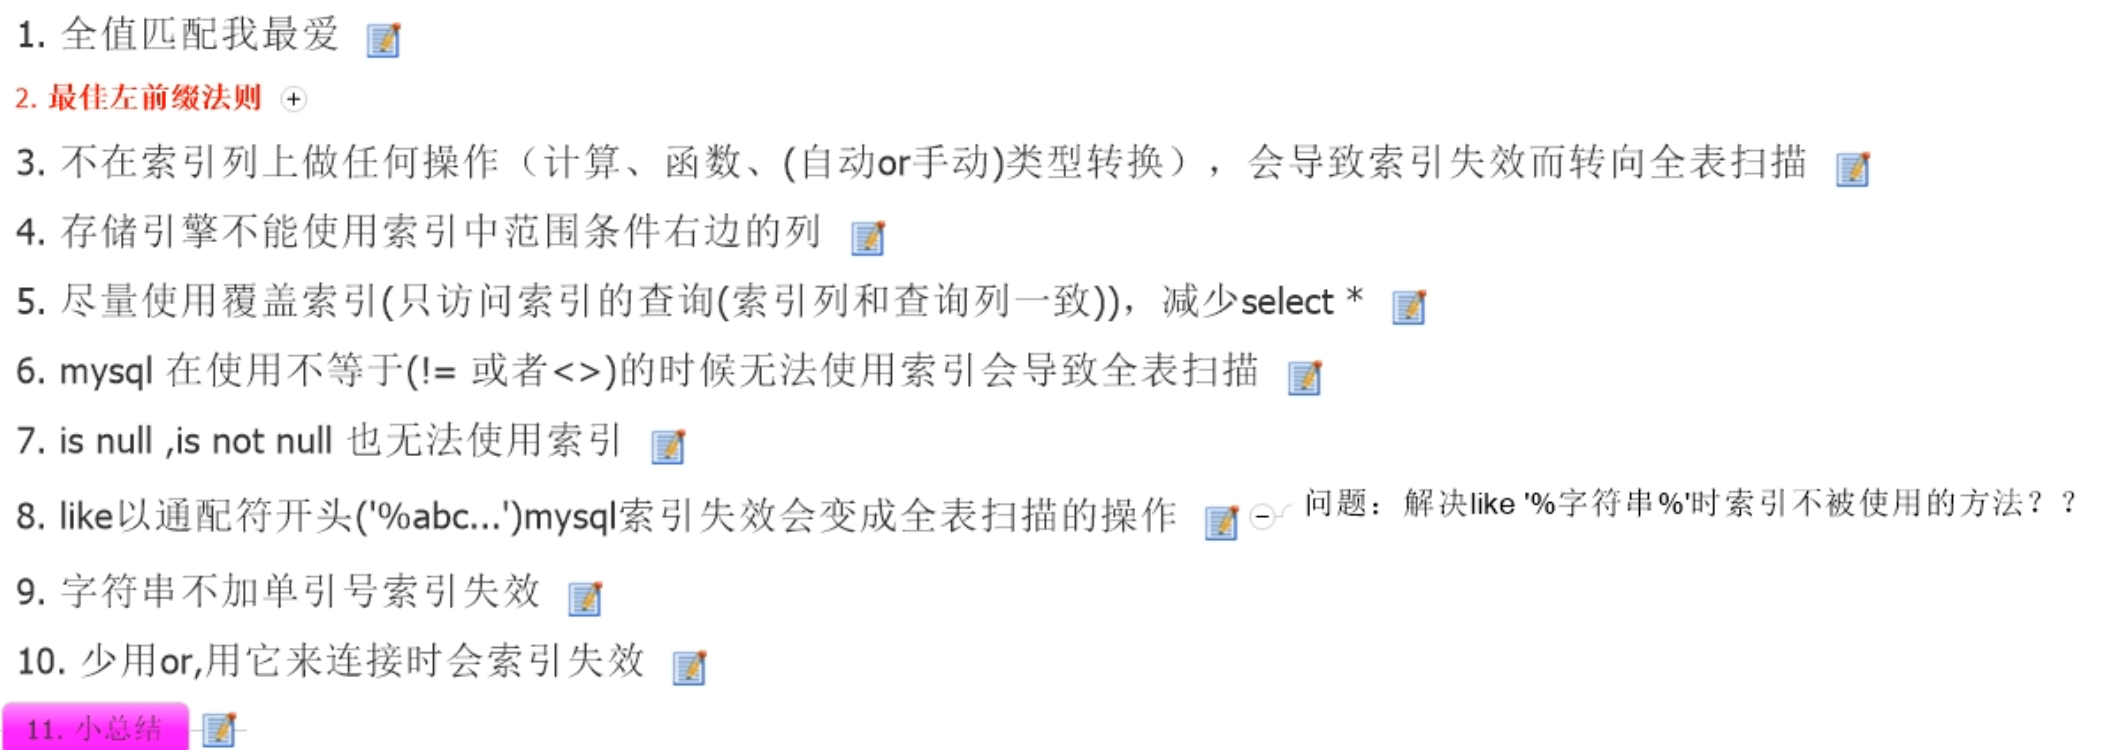 1. 全值匹配我最爱
2. 最佳左前缀法则
3. 不在索引列上做任何操作（计算、函数、(自动or手动)类型转换），会导致索引失效而转向全表扫描
4. 存储引擎不能使用索引中范围条件右边的列
5. 尽量使用覆盖索引(只访问索引的查询(索引列和查询列一致))，减少select *
6. mysql 在使用不等于(!= 或者<>)的时候无法使用索引会导致全表扫描
7. is null ,is not null 也无法使用索引
8. like以通配符开头('%abc...')mysql索引失效会变成全表扫描的操作 问题：解决like '%字符串%'时索引不被使用的方法？？
9. 字符串不加单引号索引失效
10. 少用or,用它来连接时会索引失效
11. 小总结